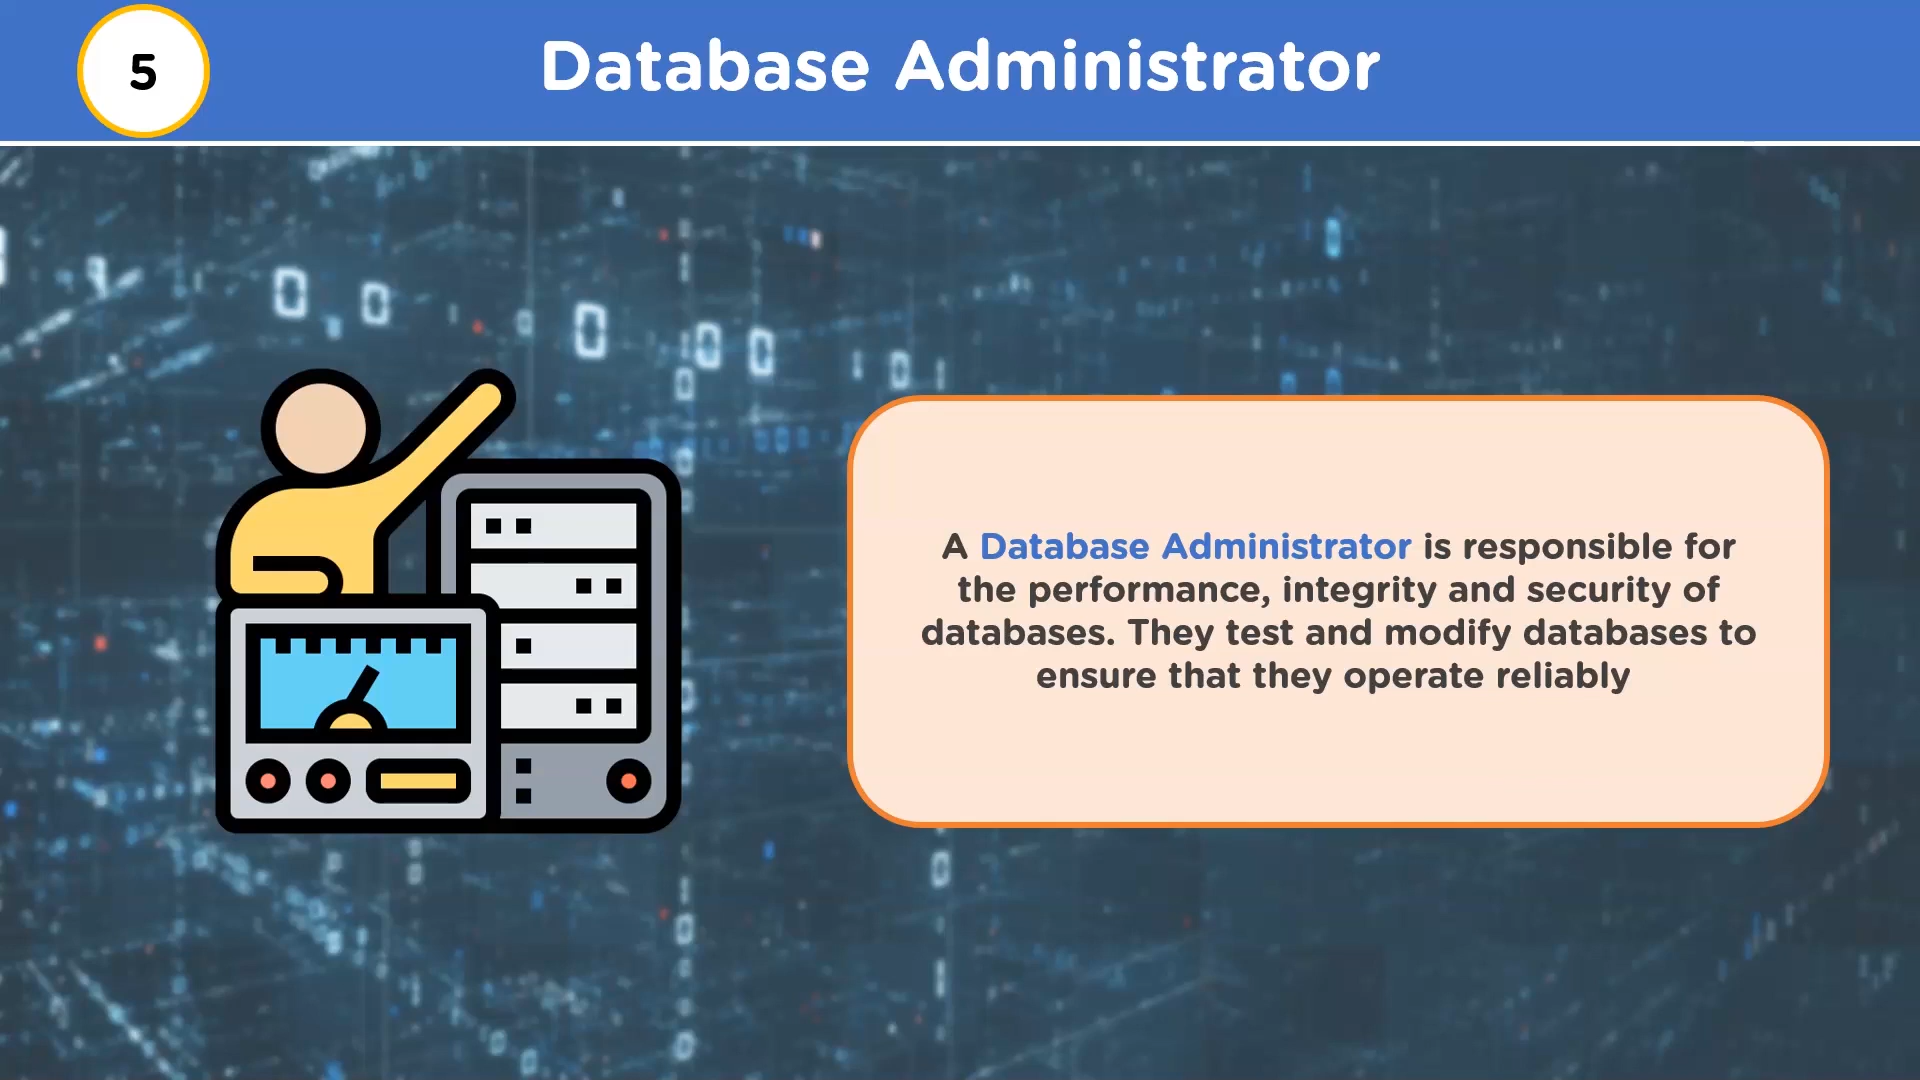 5
Database Administrator
A Database Administrator is responsible for
the performance, integrity and security of
databases. They test and modify databases to
ensure that they operate reliably